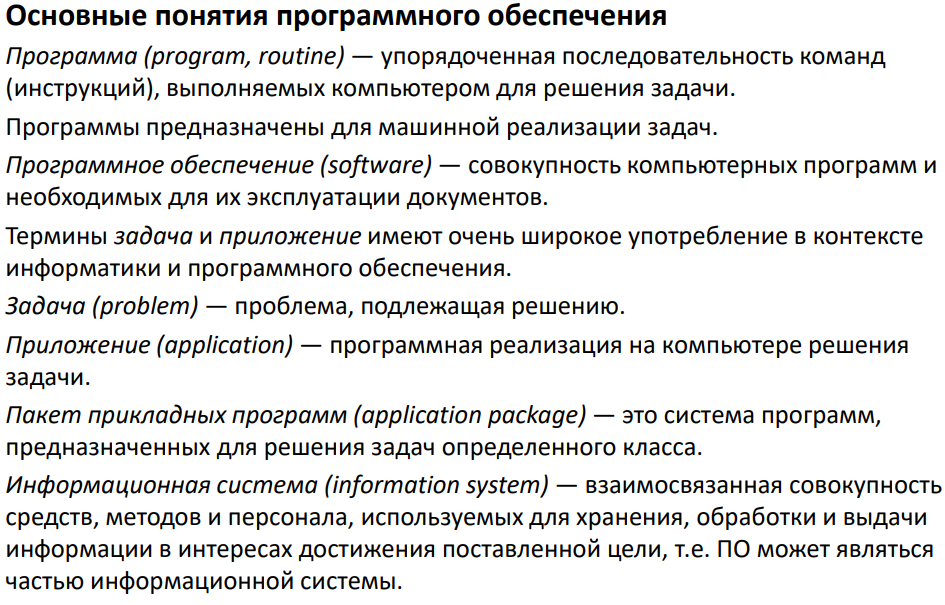 Основные понятия программного обеспечения
Программа (program, routine) — упорядоченная последовательность команд
(инструкций), выполняемых компьютером для решения задачи.
Программы предназначены для машинной реализации задач.
Программное обеспечение (software) — совокупность компьютерных программ и
необходимых для их эксплуатации документов.
Термины задача и приложение имеют очень широкое употребление в контексте
информатики и программного обеспечения.
Задача (problem) — проблема, подлежащая решению.
Приложение (application) — программная реализация на компьютере решения
задачи.
Пакет прикладных программ (application package) — это система программ,
предназначенных для решения задач определенного класса.
Информационная система (information system) — взаимосвязанная совокупность
средств, методов и персонала, используемых для хранения, обработки и выдачи
информации в интересах достижения поставленной цели, т.е. ПО может являться
частью информационной системы.